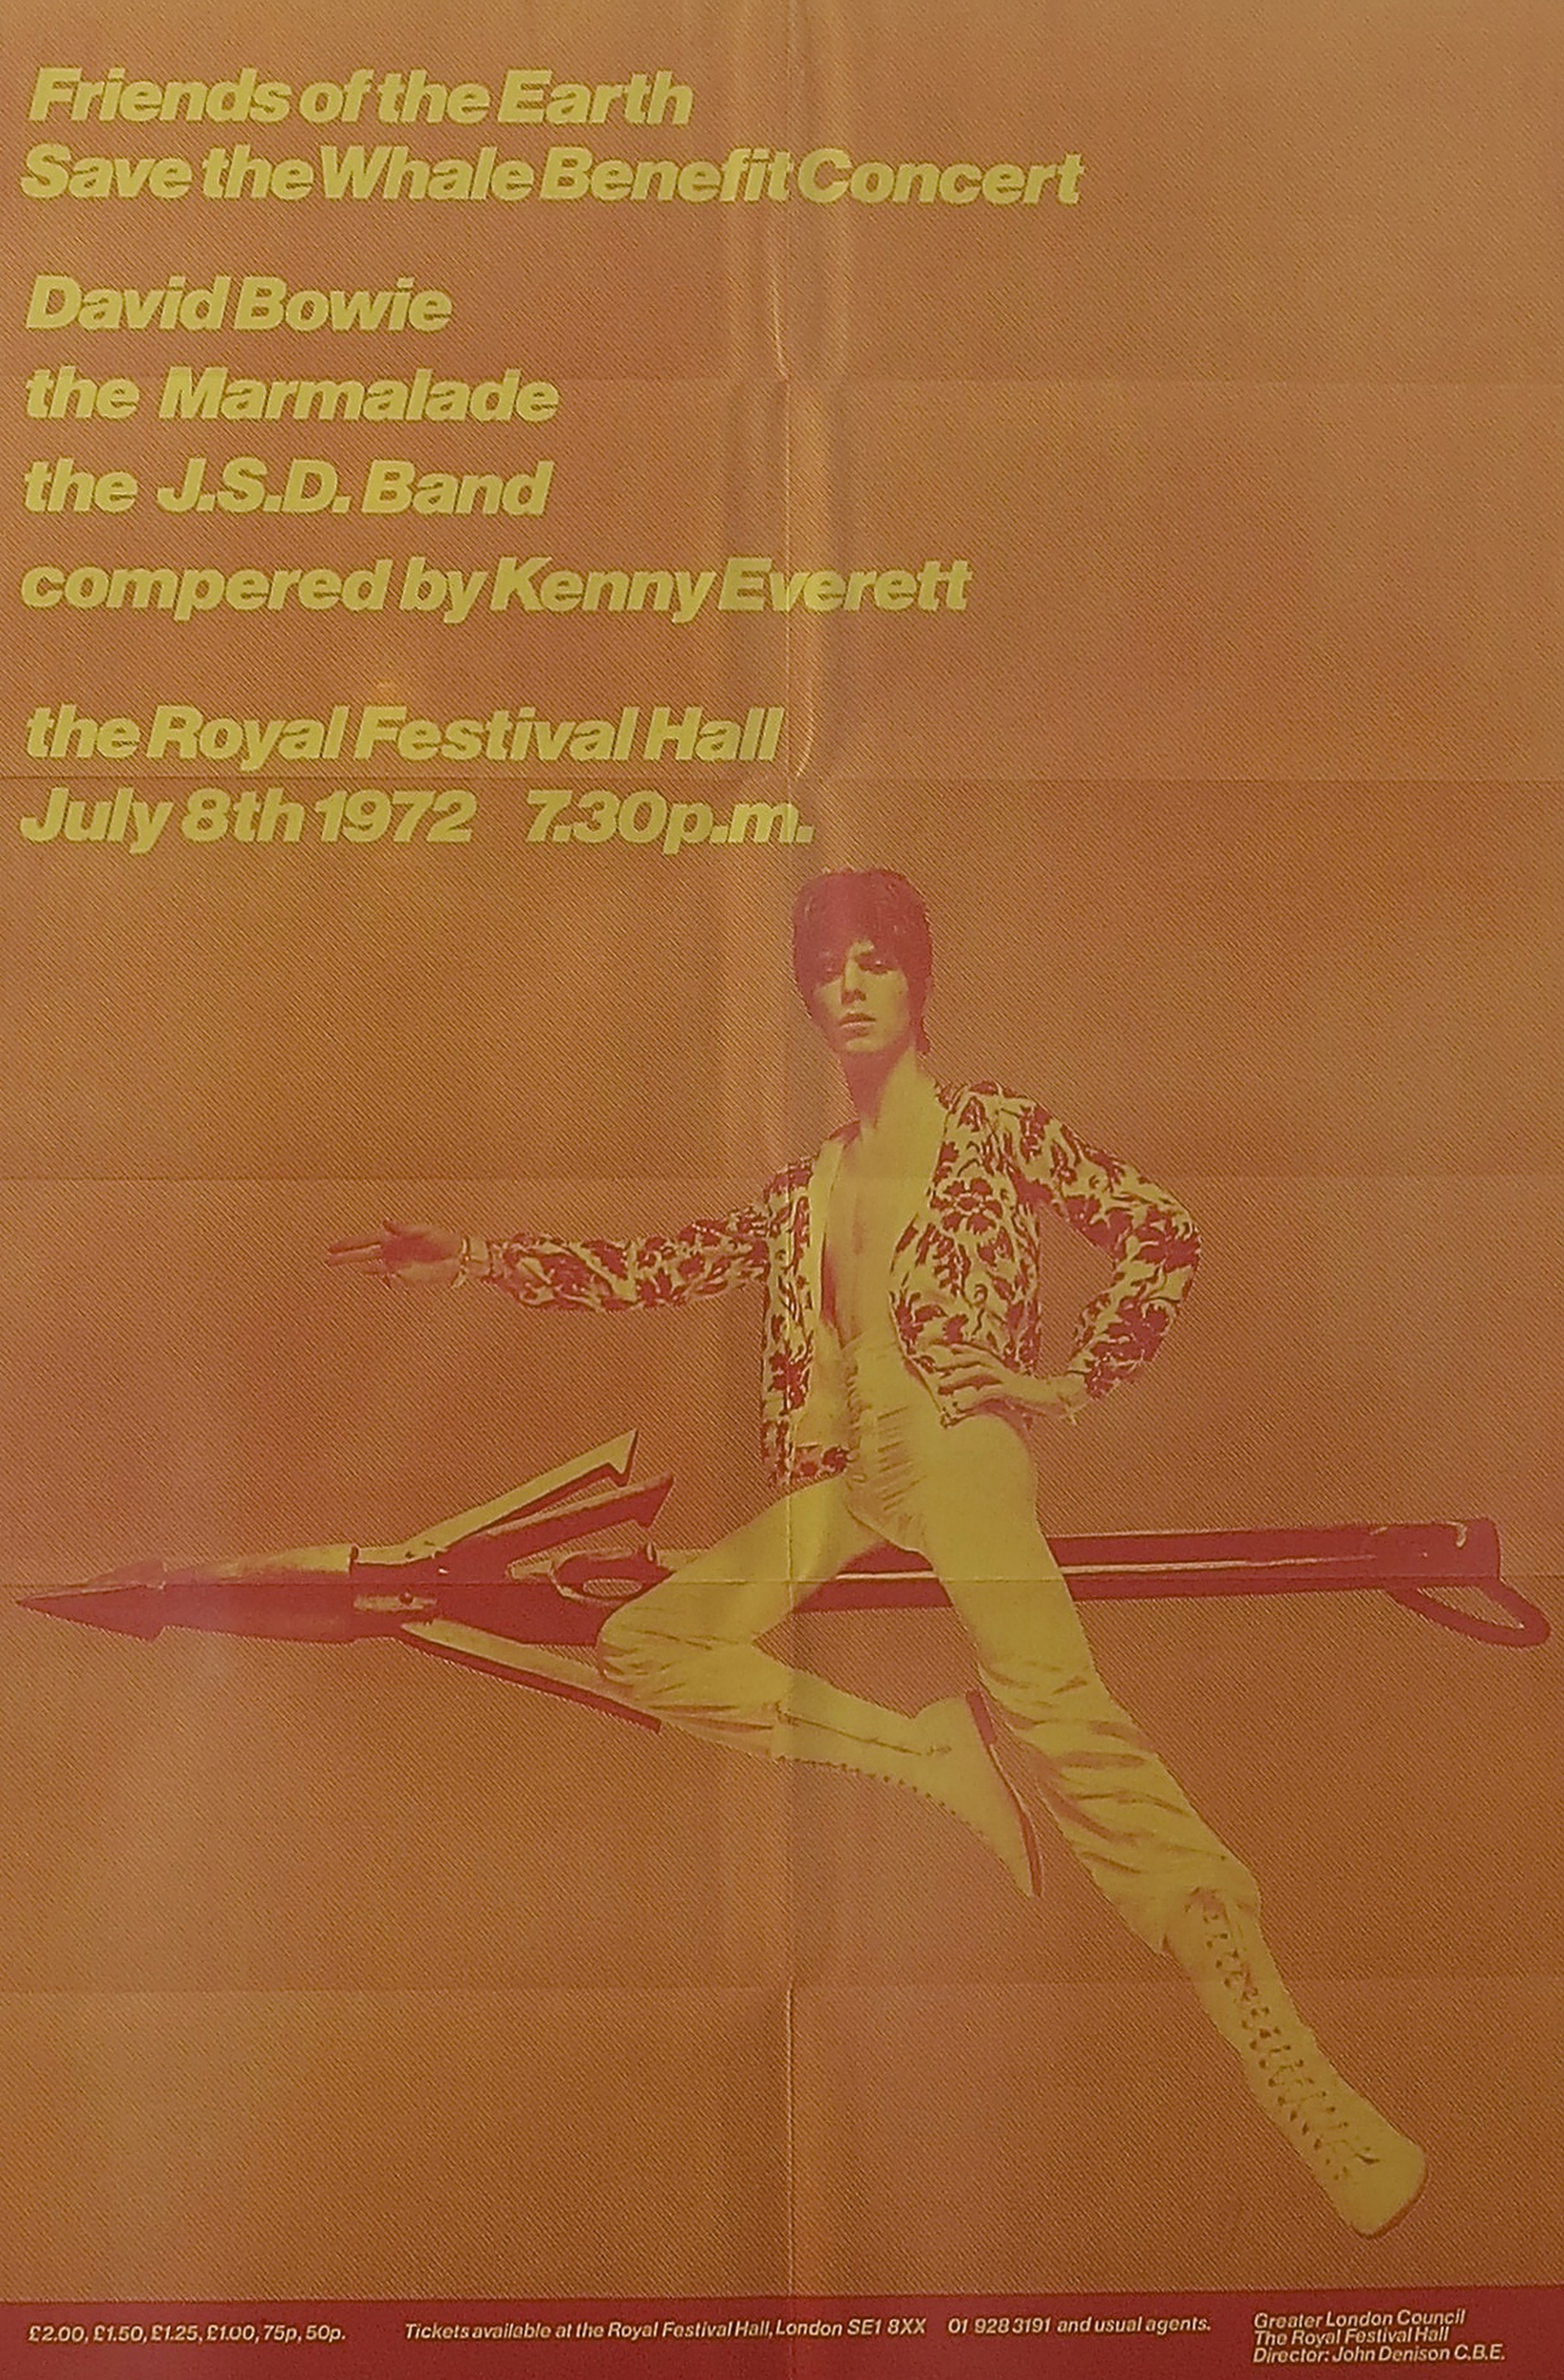 Friends of the Earth
Save the Whale Benefit Concert
David Bowie
the Marmalade
the J.S.D. Band
compered by Kenny Everett
the Royal Festival Hall
July 8th 1972 7.30p.m.
£2.00, £1.50, £1.25, £1.00, 75p, 50p.
Tickets available at the Royal Festival Hall, London SE1 8XX 01 928 3191 and usual agents.
Greater London Council
The Royal Festival Hall
Director: John Denison C.B.E.